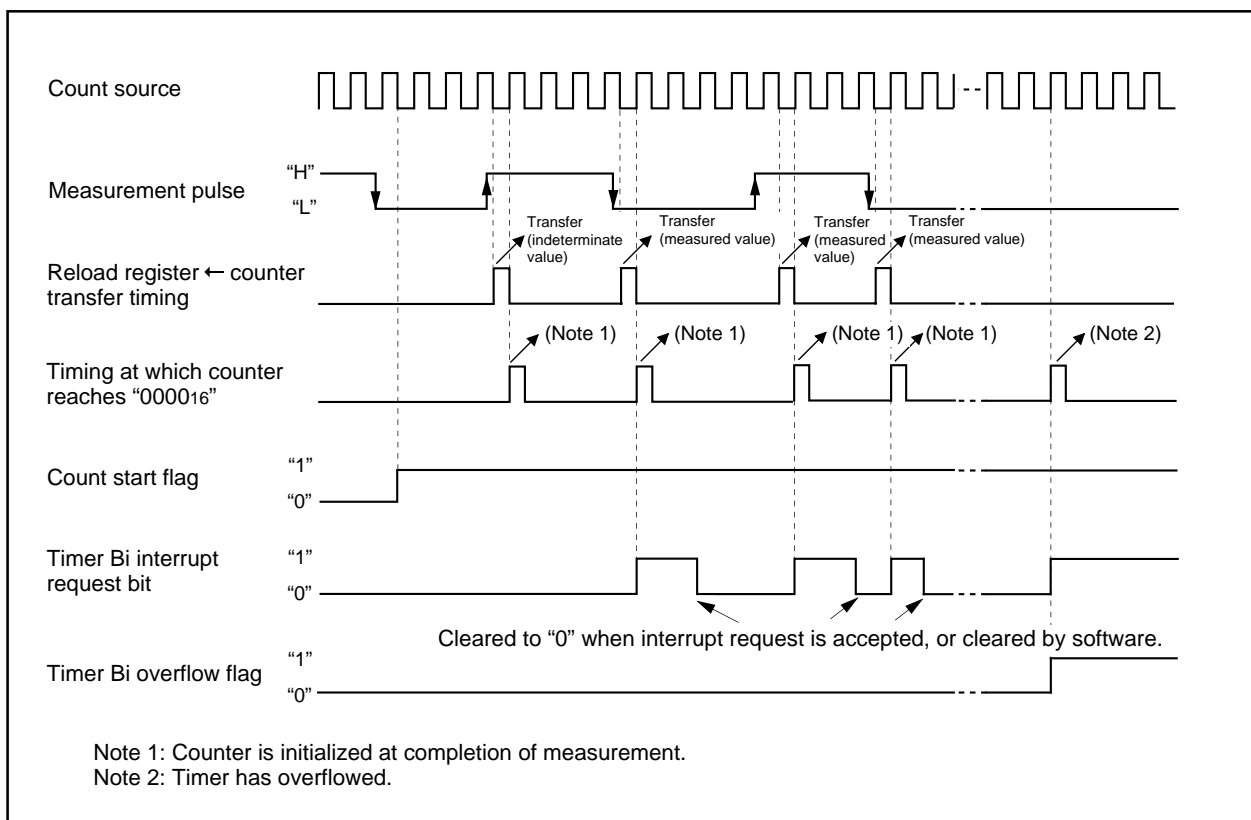 Count source
“H”
Measurement pulse
“L”
Transfer
(indeterminate
value)
Transfer
(measured value)
Transfer
(measured
value)
Transfer
(measured value)
Reload register ← counter
transfer timing
(Note 1)
(Note 1)
(Note 1)
(Note 1)
(Note 2)
Timing at which counter
reaches “000016”
“1”
Count start flag
“0”
“1”
Timer Bi interrupt
request bit
“0”
Cleared to “0” when interrupt request is accepted, or cleared by software.
“1”
Timer Bi overflow flag
“0”
Note 1: Counter is initialized at completion of measurement.
Note 2: Timer has overflowed.